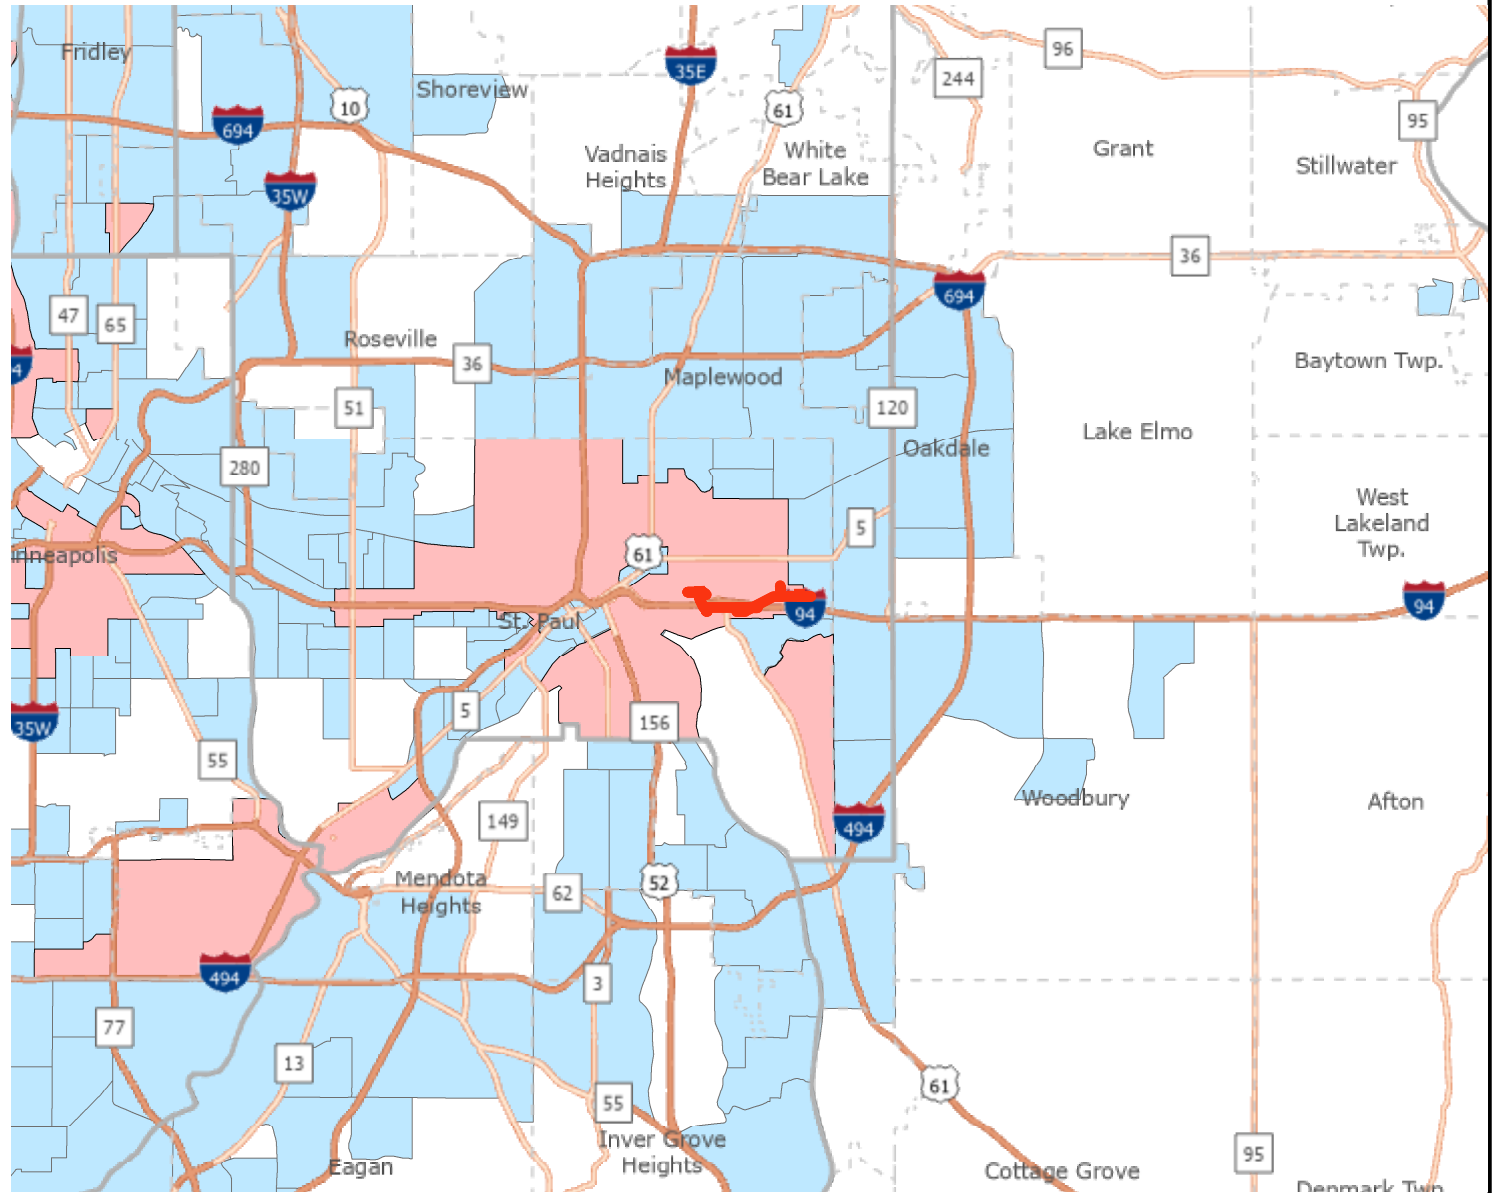 Fridley
96
35E
244
Shoreview
10
61
95
694
Vadnais
Heights
White
Bear Lake
Grant
Stillwater
35W
36
694
47
65
Roseville
36
Baytown Twp.
4
Maplewood
51
120
Lake Elmo
Oakdale
280
West
Lakeland
Twp.
5
61
inneapolis
94
94
St. Paul
5
156
35W
55
Woodbury
Afton
149
494
Mendota
Heights
62
52
494
3
77
13
61
55
Inver Grove
Heights
95
Eagan
Cottage Grove
Denmark Twp